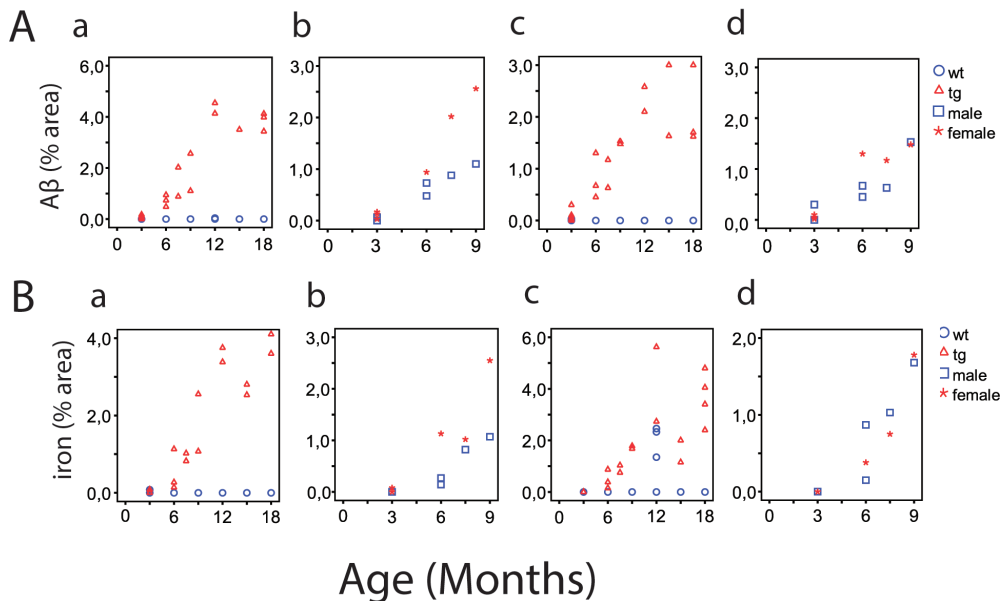 A
a
b
c
d
Aβ (% area)
6,0
4,0
2,0
0,0
0 6 12 18
3,0
2,0
1,0
0,0
0 3 6 9
3,0
2,0
1,0
0,0
0 6 12 18
3,0
2,0
1,0
0,0
0 3 6 9
wt
tg
male
female
B
a
b
c
d
iron (% area)
4,0
2,0
0,0
0 6 12 18
3,0
2,0
1,0
0,0
0 3 6 9
6,0
4,0
2,0
0,0
0 6 12 18
2,0
1,0
0,0
0 3 6 9
wt
tg
male
female
Age (Months)